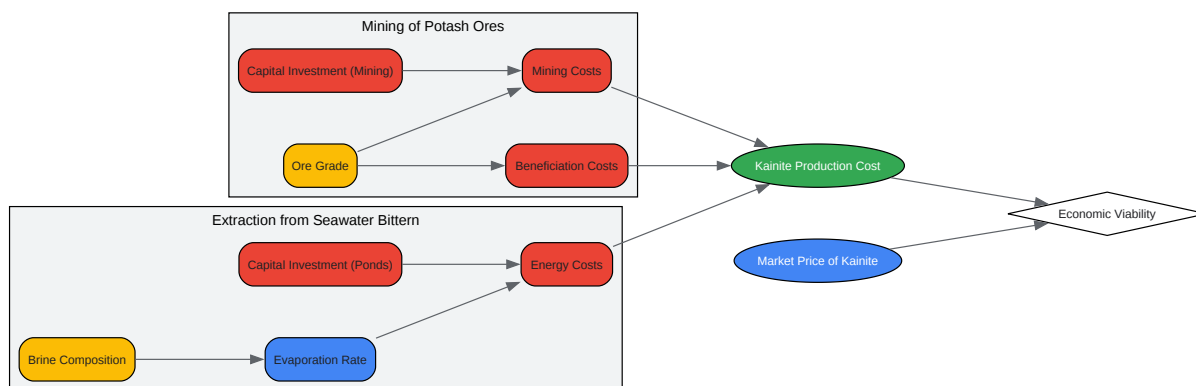 Mining of Potash Ores
Capital Investment (Mining)
Mining Costs
Ore Grade
Beneficiation Costs
Kainite Production Cost
Extraction from Seawater Bittern
Capital Investment (Ponds)
Energy Costs
Brine Composition
Evaporation Rate
Market Price of Kainite
Economic Viability